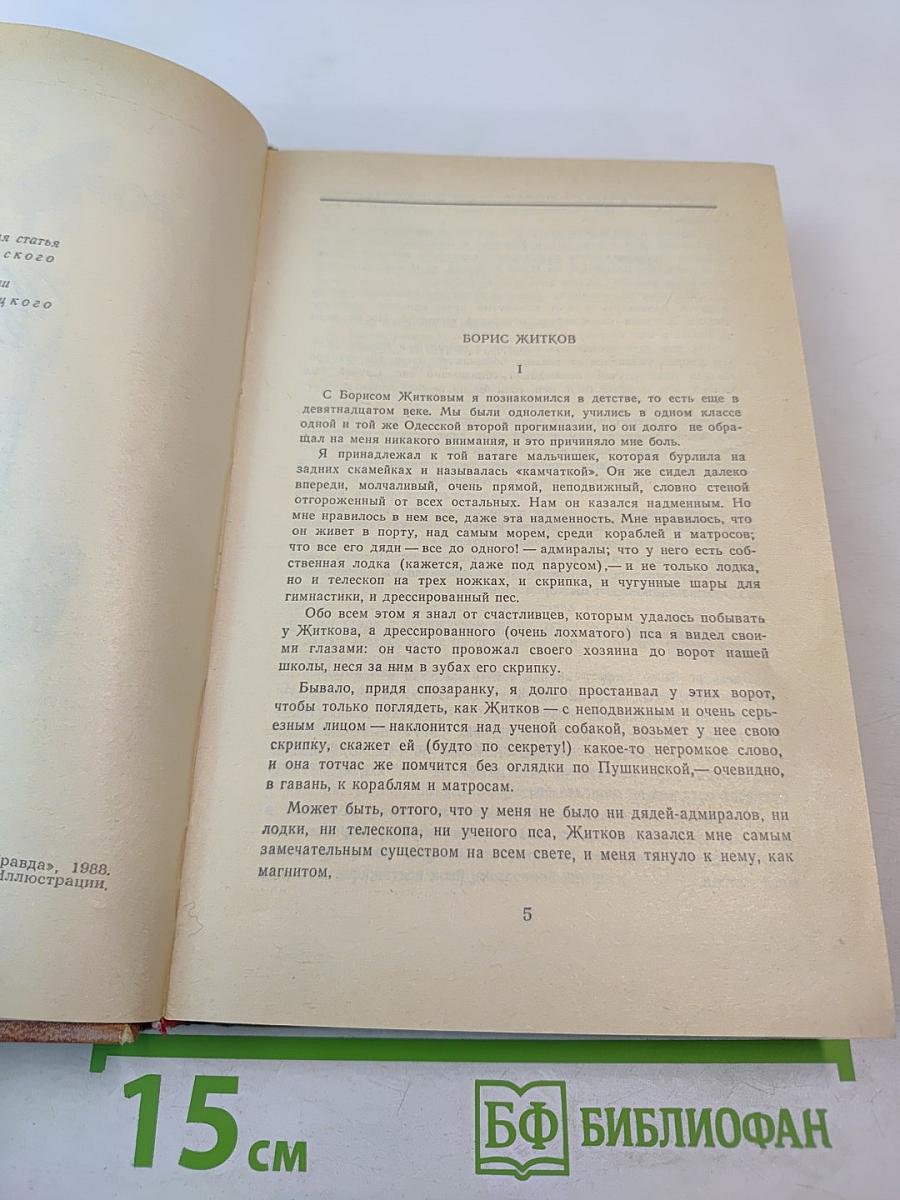 я статья
ского
ии
цкого
равда», 1988.
Иллюстрации.
БОРИС ЖИТКОВ
I
С Борисом Житковым я познакомился в детстве, то есть еще в
девятнадцатом веке. Мы были однолетки, учились в одном классе
одной и той же Одесской второй прогимназии, но он долго не обра-
щал на меня никакого внимания, и это причиняло мне боль.
Я принадлежал к той ватаге мальчишек, которая бурлила на
задних скамейках и называлась «камчаткой». Он же сидел далеко
впереди, молчаливый, очень прямой, неподвижный, словно стеной
отгороженный от всех остальных. Нам он казался надменным. Но
мне нравилось в нем все, даже эта надменность. Мне нравилось, что
он живет в порту, над самым морем, среди кораблей и матросов;
что все его дяди — все до одного! — адмиралы; что у него есть соб-
ственная лодка (кажется, даже под парусом),— и не только лодка,
но и телескоп на трех ножках, и скрипка, и чугунные шары для
гимнастики, и дрессированный пес.
Обо всем этом я знал от счастливцев, которым удалось побывать
у Житкова, а дрессированного (очень лохматого) пса я видел свои-
ми глазами: он часто провожал своего хозяина до ворот нашей
школы, неся за ним в зубах его скрипку.
Бывало, придя спозаранку, я долго простаивал у этих ворот,
чтобы только поглядеть, как Житков — с неподвижным и очень серь-
езным лицом — наклонится над ученой собакой, возьмет у нее свою
скрипку, скажет ей (будто по секрету!) какое-то негромкое слово,
и она тотчас же помчится без оглядки по Пушкинской,— очевидно,
в гавань, к кораблям и матросам.
Может быть, оттого, что у меня не было ни дядей-адмиралов, ни
лодки, ни телескопа, ни ученого пса, Житков казался мне самым
замечательным существом на всем свете, и меня тянуло к нему, как
магнитом.
5
15 см
БФ БИБЛИОФАН